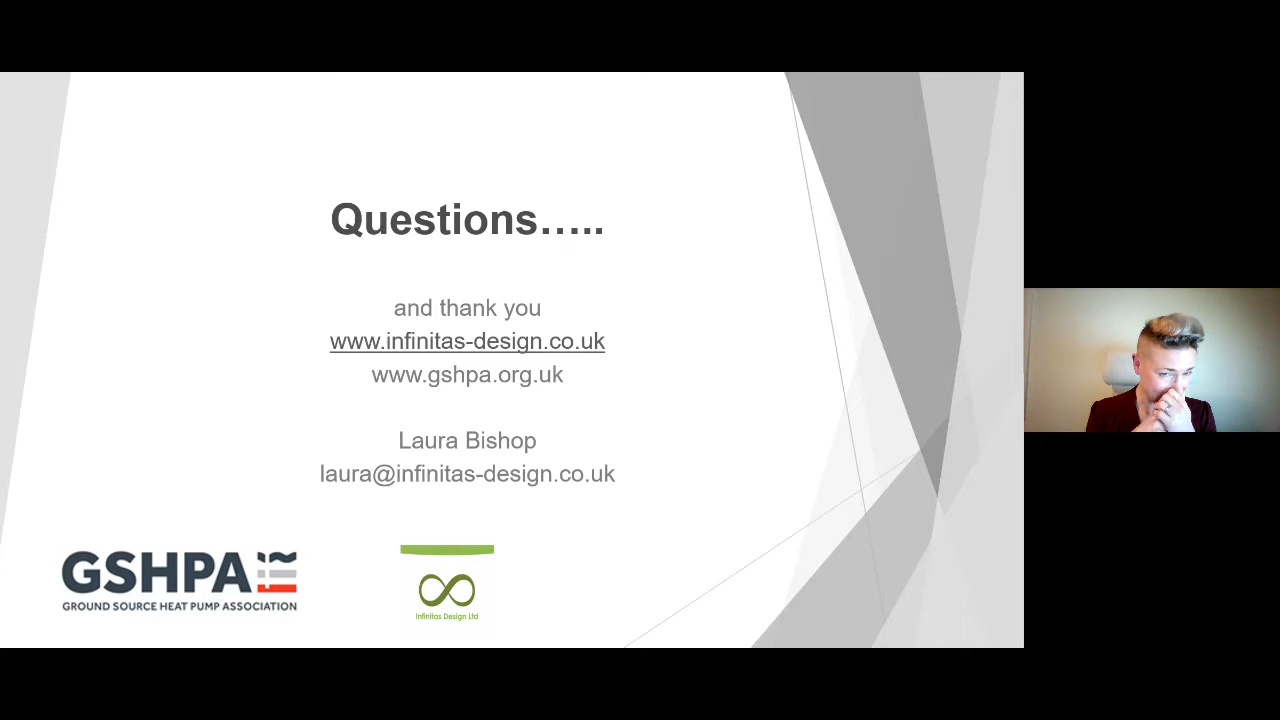 Questions…..
and thank you
www.infinitas-design.co.uk
www.gshpa.org.uk
Laura Bishop
laura@infinitas-design.co.uk
GSHPA
GROUND SOURCE HEAT PUMP ASSOCIATION
Infinitas Design Ltd